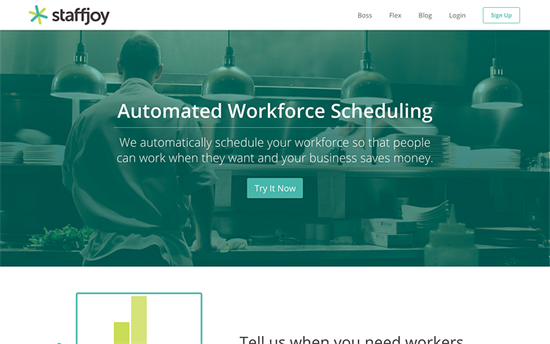 staffjoy
Boss
Flex
Blog
Login
Sign Up
Automated Workforce Scheduling
We automatically schedule your workforce so that people
can work when they want and your business saves money.
Try It Now
Tell us when you need workers